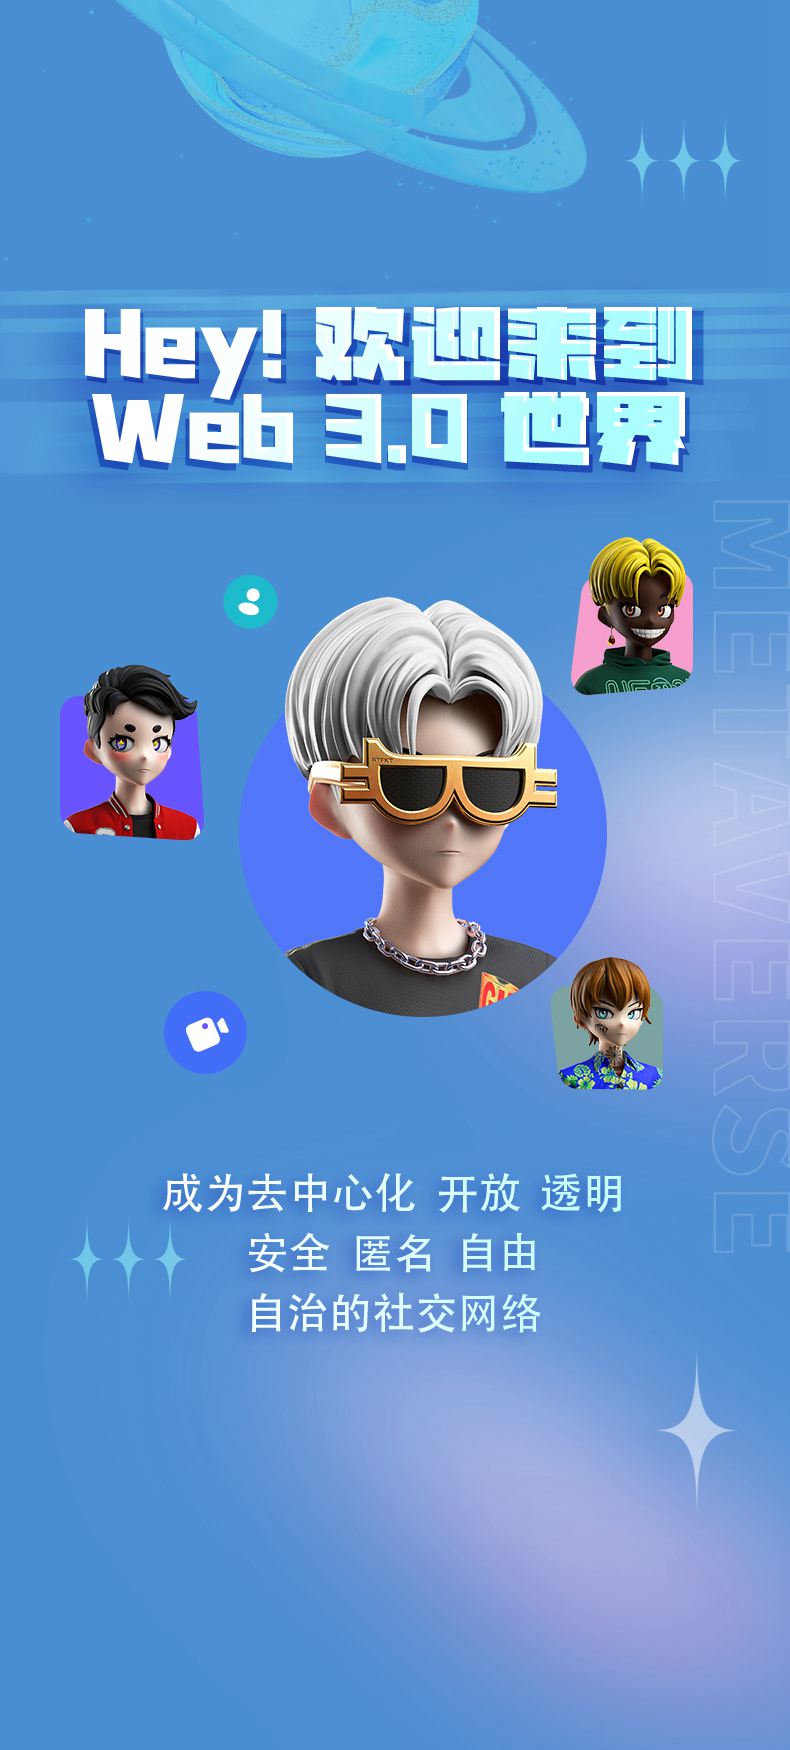 Hey! 欢迎来到
Web 3.0 世界
METAVERSE
成为去中心化 开放 透明
安全 匿名 自由
自治的社交网络